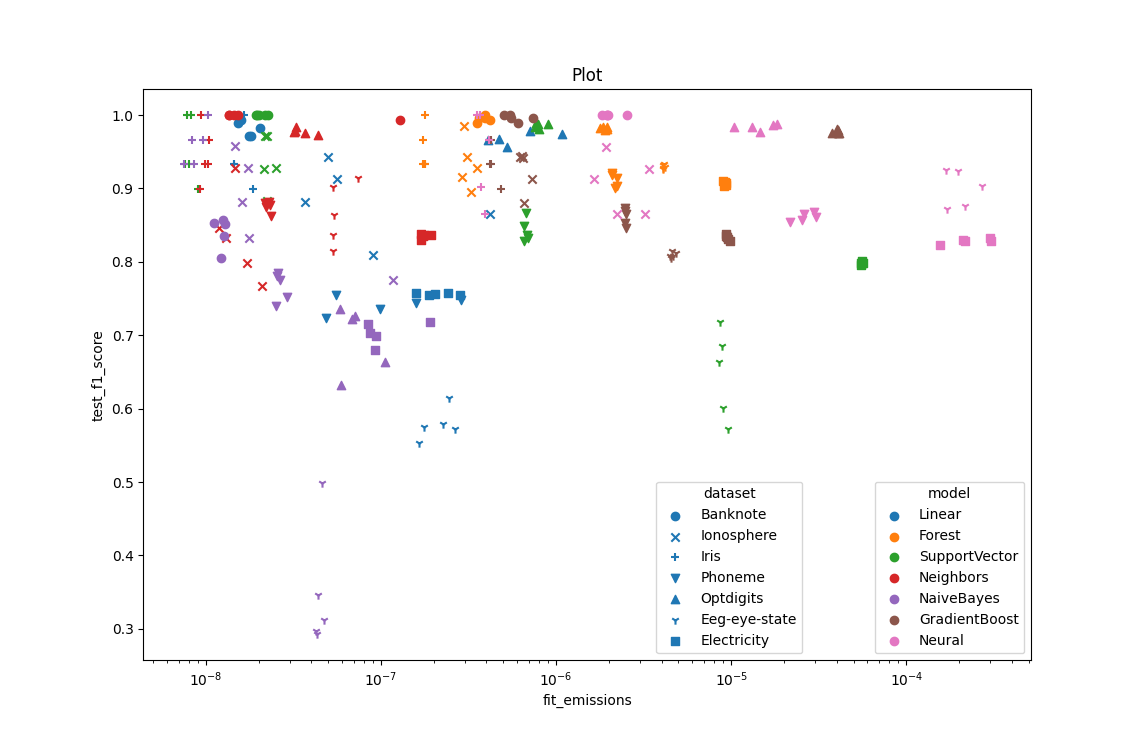 Plot
test_f1_score
1.0
0.9
0.8
0.7
0.6
0.5
0.4
0.3
dataset
Banknote
Ionosphere
Iris
Phoneme
Optdigits
Eeg-eye-state
Electricity
model
Linear
Forest
SupportVector
Neighbors
NaiveBayes
GradientBoost
Neural
10⁻⁸ 10⁻⁷ 10⁻⁶ 10⁻⁵ 10⁻⁴
fit_emissions